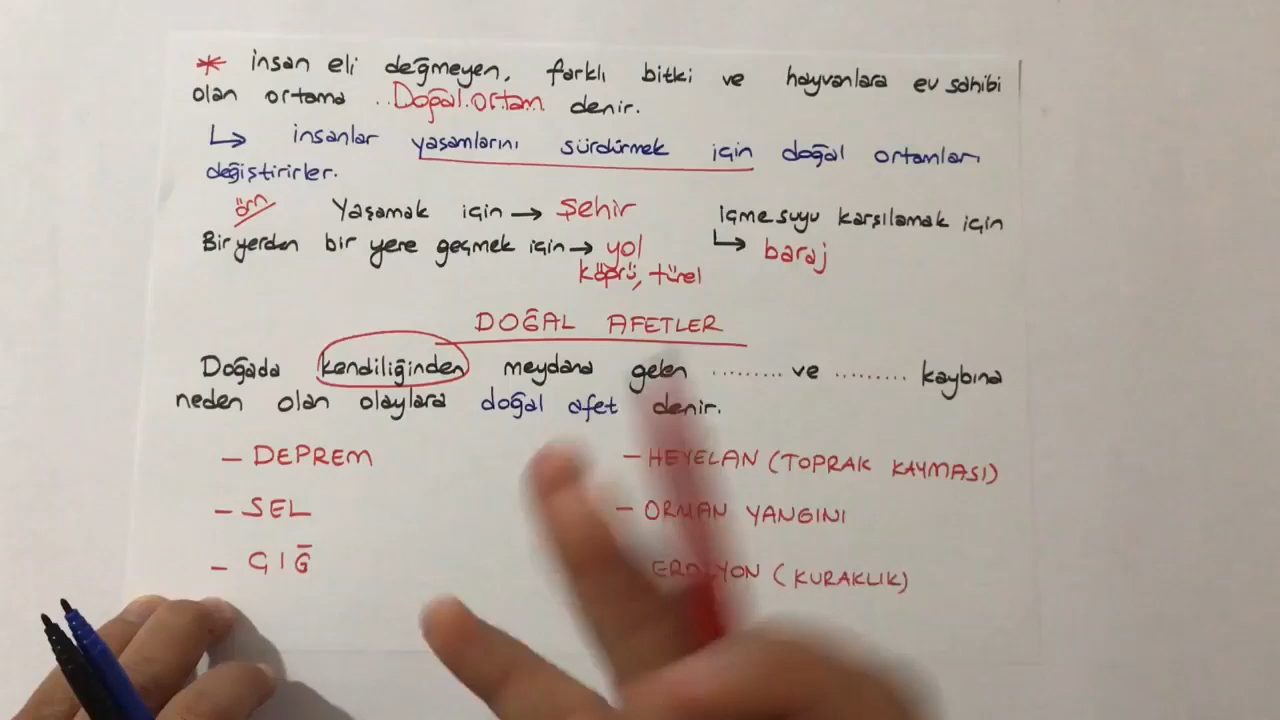 * İnsan eli değmeyen, farklı bitki ve hayvanlara ev sahibi
olan ortama ..Doğal.ortam denir.
↳ insanlar yaşamlarını sürdürmek için doğal ortamları
değiştirirler.
örn Yaşamak için → Şehir
Bir yerden bir yere geçmek için → yol
köprü, tünel
içme suyu karşılamak için
↳ baraj
DOĞAL AFETLER
Doğada kendiliğinden meydana gelen ......... ve ......... kaybına
neden olan olaylara doğal afet denir.
- DEPREM
- SEL
- ÇIĞ
- HEYELAN (TOPRAK KAYMASI)
- ORMAN YANGINI
(KURAKLIK)